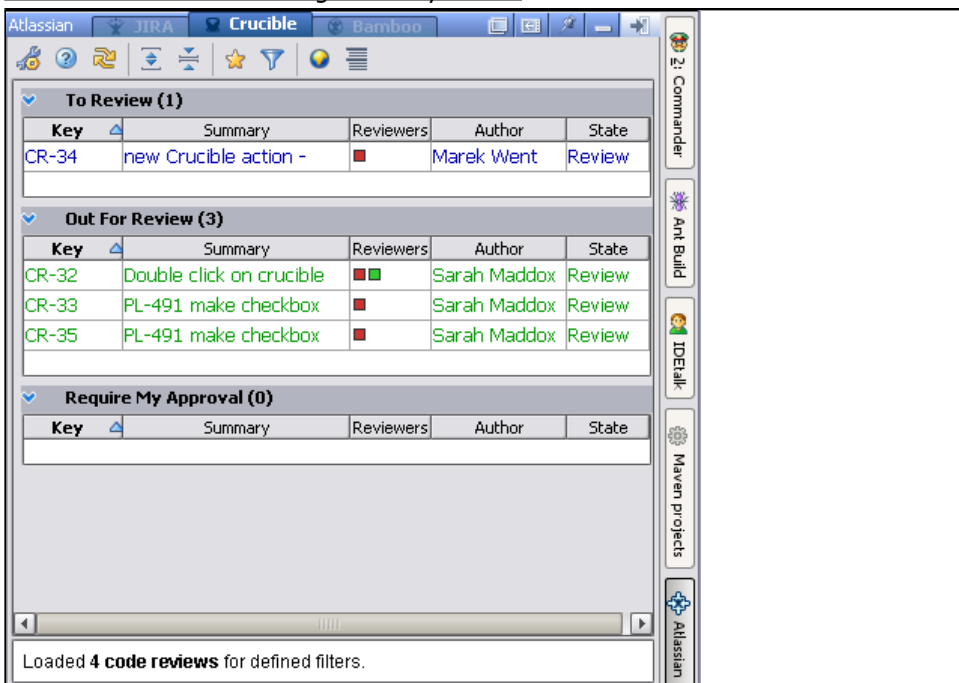 Atlassian JIRA Crucible Bamboo
To Review (1)
Key Summary Reviewers Author State
CR-34 new Crucible action - Marek Went Review
Out For Review (3)
Key Summary Reviewers Author State
CR-32 Double click on crucible Sarah Maddox Review
CR-33 PL-491 make checkbox Sarah Maddox Review
CR-35 PL-491 make checkbox Sarah Maddox Review
Require My Approval (0)
Key Summary Reviewers Author State
Loaded 4 code reviews for defined filters.
2: Commander
Ant Build
IDEtalk
Maven projects
Atlassian